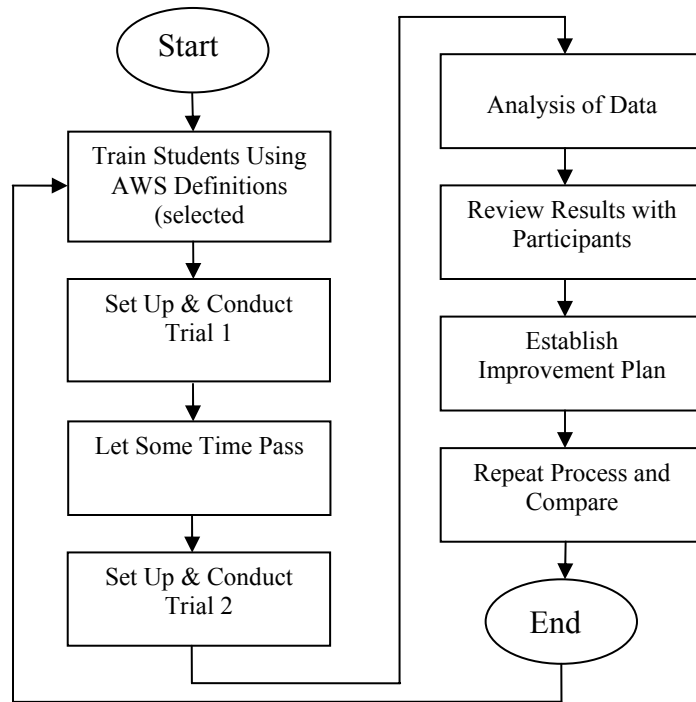 Start
Train Students Using
AWS Definitions
(selected
Set Up & Conduct
Trial 1
Let Some Time Pass
Set Up & Conduct
Trial 2
Analysis of Data
Review Results with
Participants
Establish
Improvement Plan
Repeat Process and
Compare
End